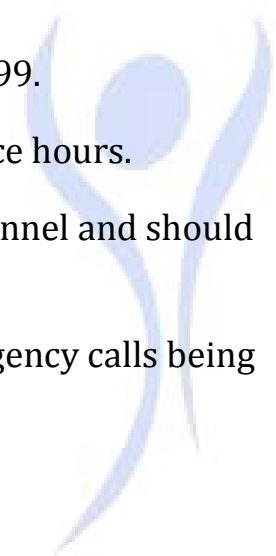 99.
ce hours.
nnel and should
gency calls being